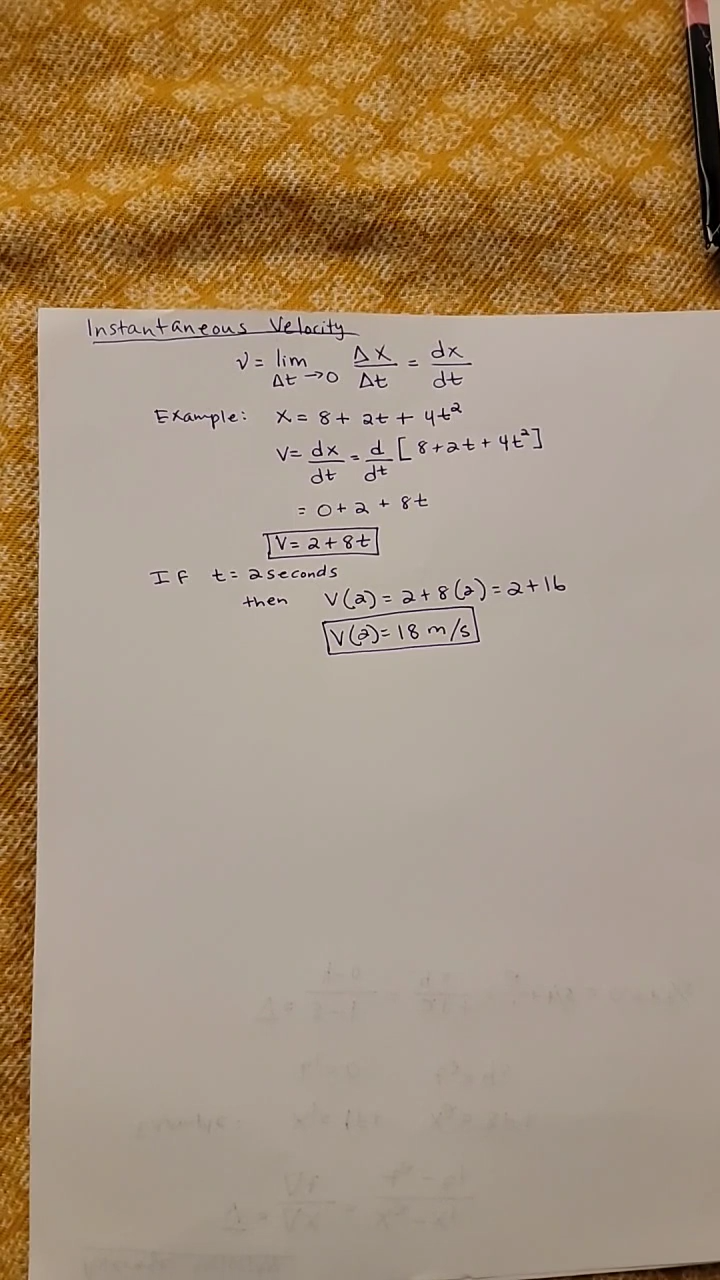 Instantaneous Velocity
v = lim Δt→0 Δx/Δt = dx/dt
Example: x = 8 + 2t + 4t²
V = dx/dt = d/dt [8 + 2t + 4t²]
= 0 + 2 + 8t
V = 2 + 8t
If t = 2 seconds
then V(2) = 2 + 8(2) = 2 + 16
V(2) = 18 m/s